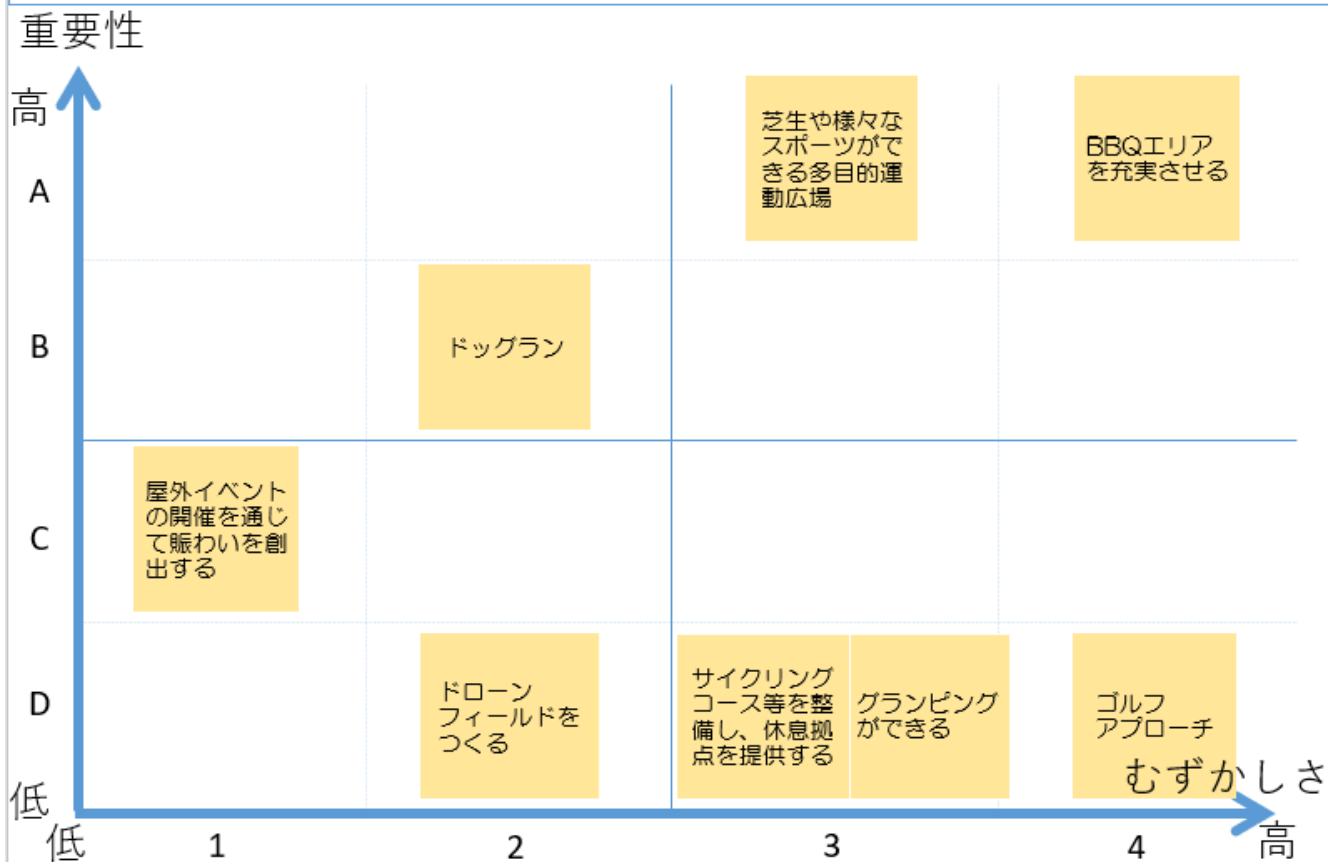 重要性
高
A
芝生や様々な
スポーツがで
きる多目的運
動広場
BBQエリア
を充実させる
B
ドッグラン
C
屋外イベント
の開催を通じ
て賑わいを創
出する
D
ドローン
フィールドを
つくる
サイクリング
コース等を整
備し、休息拠
点を提供する
グランピング
ができる
ゴルフ
アプローチ
むずかしさ
低
低
1
2
3
4
高